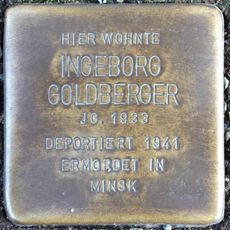 HIER WOHNTE
INGEBORG
GOLDBERGER
JG. 1933
DEPORTIERT 1941
ERMORDET IN
MINSK